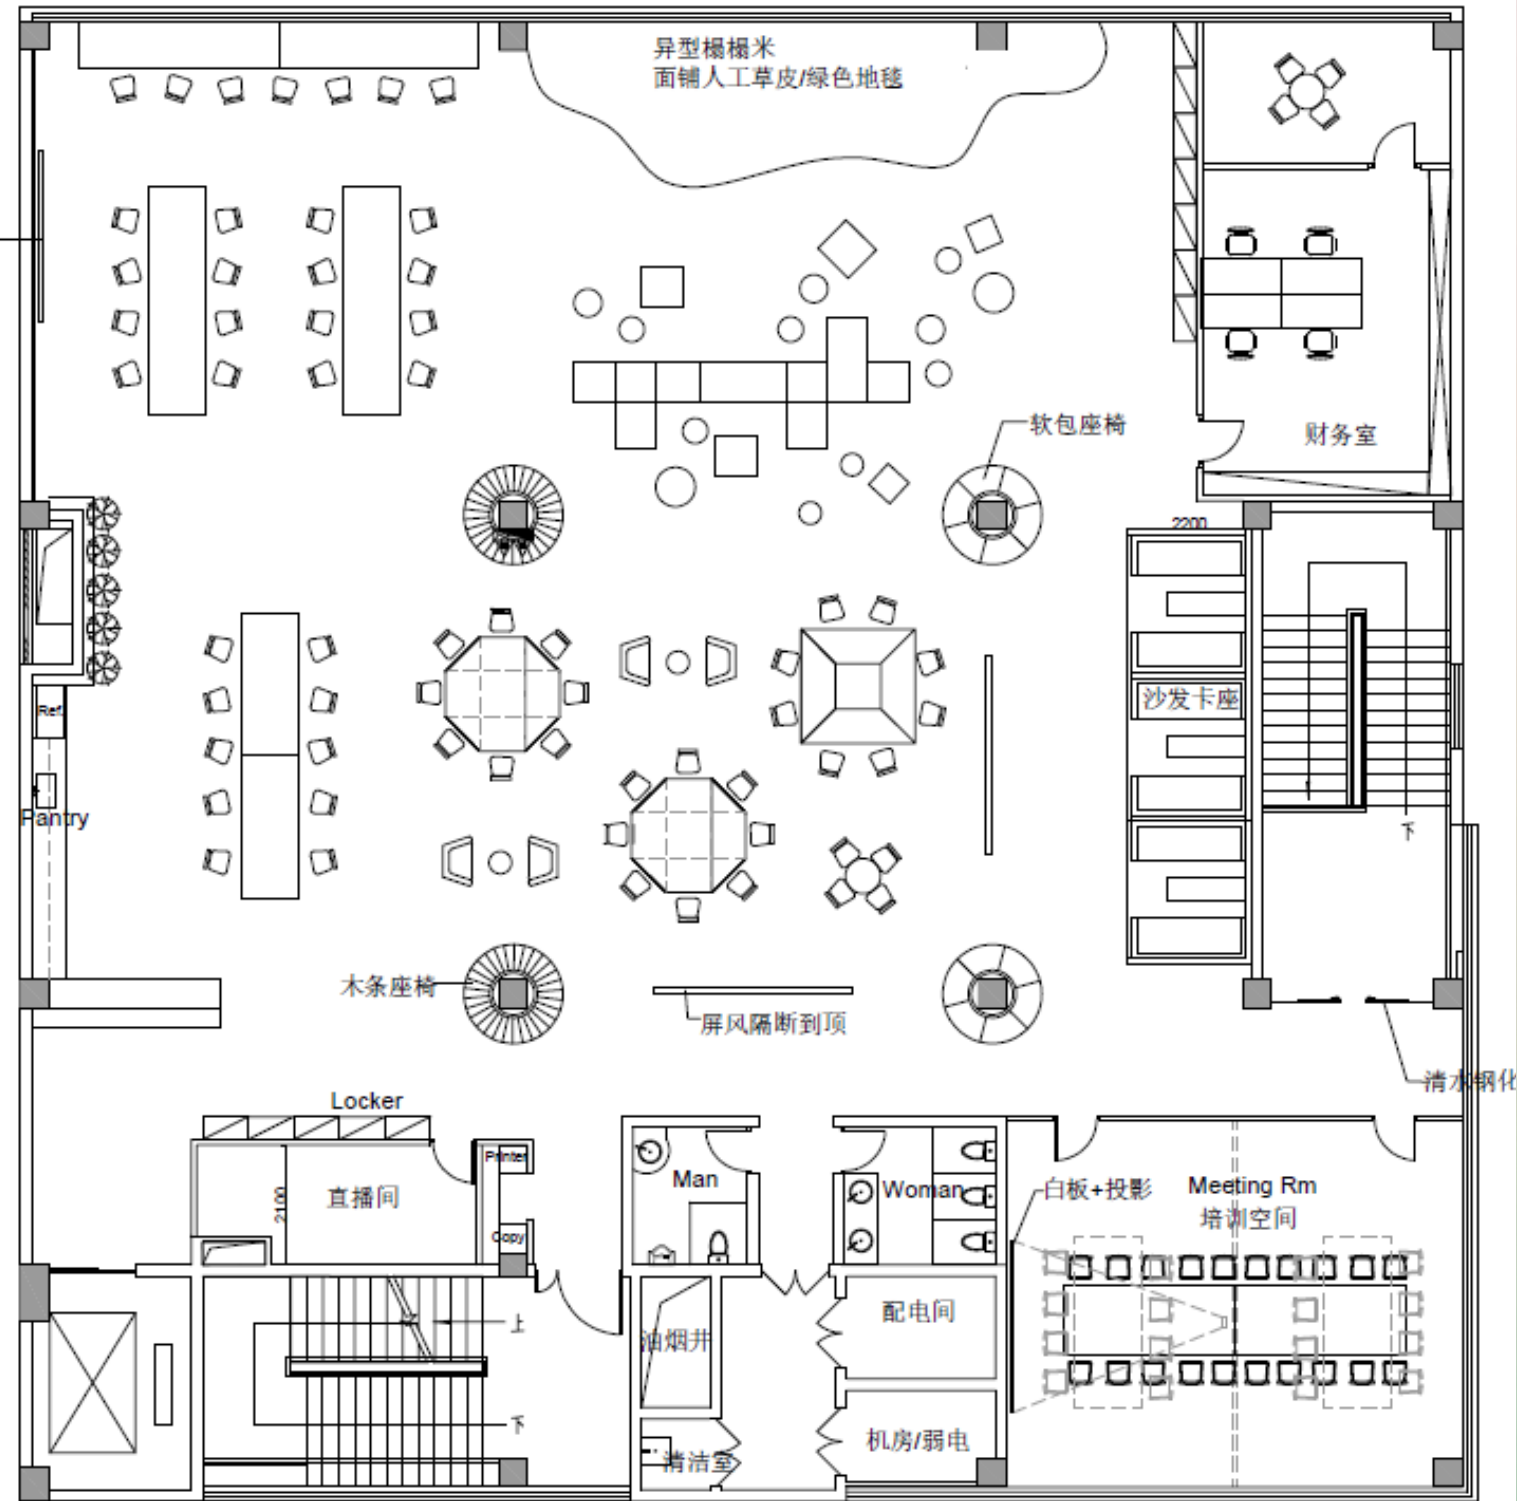 异型榻榻米
面铺人工草皮/绿色地毯
软包座椅
财务室
2200
沙发卡座
Ref.
Pantry
下
木条座椅
屏风隔断到顶
清水钢化
Locker
Printer
Man
Woman
白板+投影
Meeting Rm
培训空间
直播间
2100
Copy
上
油烟井
配电间
下
机房/弱电
清洁室